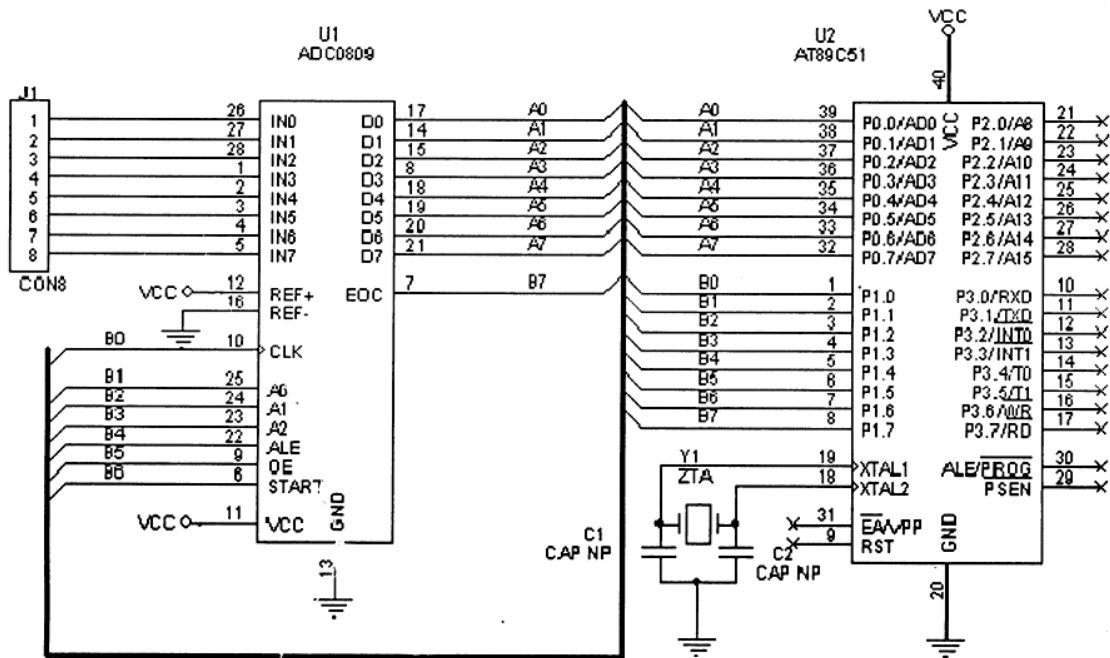 U1
ADC0809
U2
AT89C51
VCC
40
J1
1
2
3
4
5
6
7
8
CON8
26
27
28
1
2
3
4
5
IN0
IN1
IN2
IN3
IN4
IN5
IN6
IN7
D0
D1
D2
D3
D4
D5
D6
D7
17
14
15
8
18
19
20
21
A0
A1
A2
A3
A4
A5
A6
A7
VCC
12
REF+
16
REF-
EOC
7
B7
B0
10
CLK
B1
25
A0
B2
24
A1
B3
23
A2
B4
22
ALE
B5
9
OE
B6
6
START
VCC
11
VCC
GND
13
A0
A1
A2
A3
A4
A5
A6
A7
39
38
37
36
35
34
33
32
P0.0/AD0
P0.1/AD1
P0.2/AD2
P0.3/AD3
P0.4/AD4
P0.5/AD5
P0.6/AD6
P0.7/AD7
VCC
P2.0/A8
P2.1/A9
P2.2/A10
P2.3/A11
P2.4/A12
P2.5/A13
P2.6/A14
P2.7/A15
21
22
23
24
25
26
27
28
B0
B1
B2
B3
B4
B5
B6
B7
1
2
3
4
5
6
7
8
P1.0
P1.1
P1.2
P1.3
P1.4
P1.5
P1.6
P1.7
P3.0/RXD
P3.1/TXD
P3.2/INT0
P3.3/INT1
P3.4/T0
P3.5/T1
P3.6/WR
P3.7/RD
10
11
12
13
14
15
16
17
Y1
ZTA
19
XTAL1
18
XTAL2
ALE/PROG
30
PSEN
29
C1
CAP NP
C2
CAP NP
31
EA/VPP
9
RST
GND
20